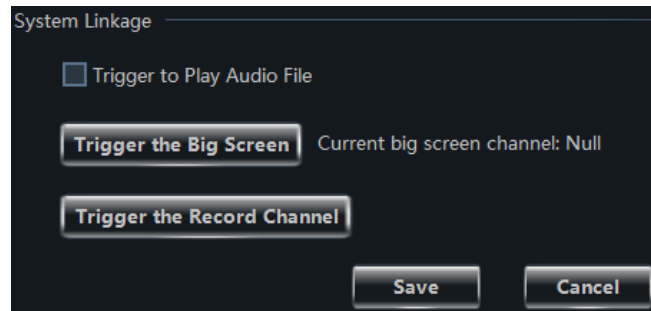 System Linkage
Trigger to Play Audio File
Trigger the Big Screen Current big screen channel: Null
Trigger the Record Channel
Save Cancel